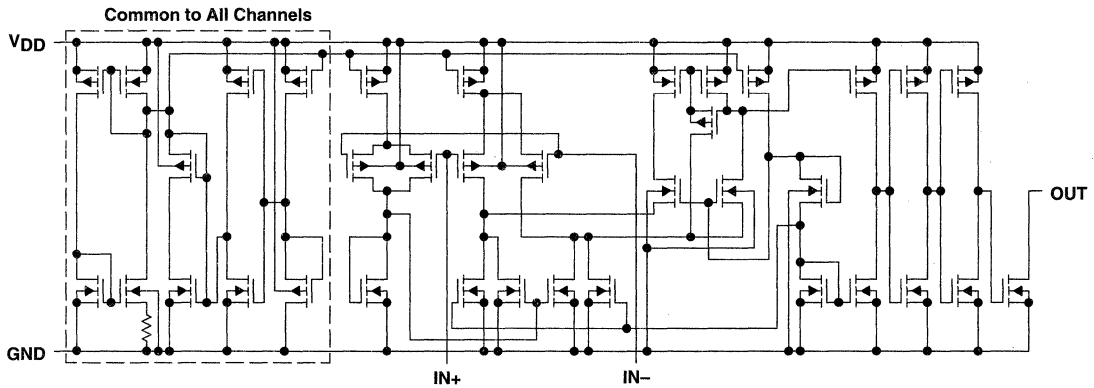 Common to All Channels
VDD
OUT
GND
IN+
IN–